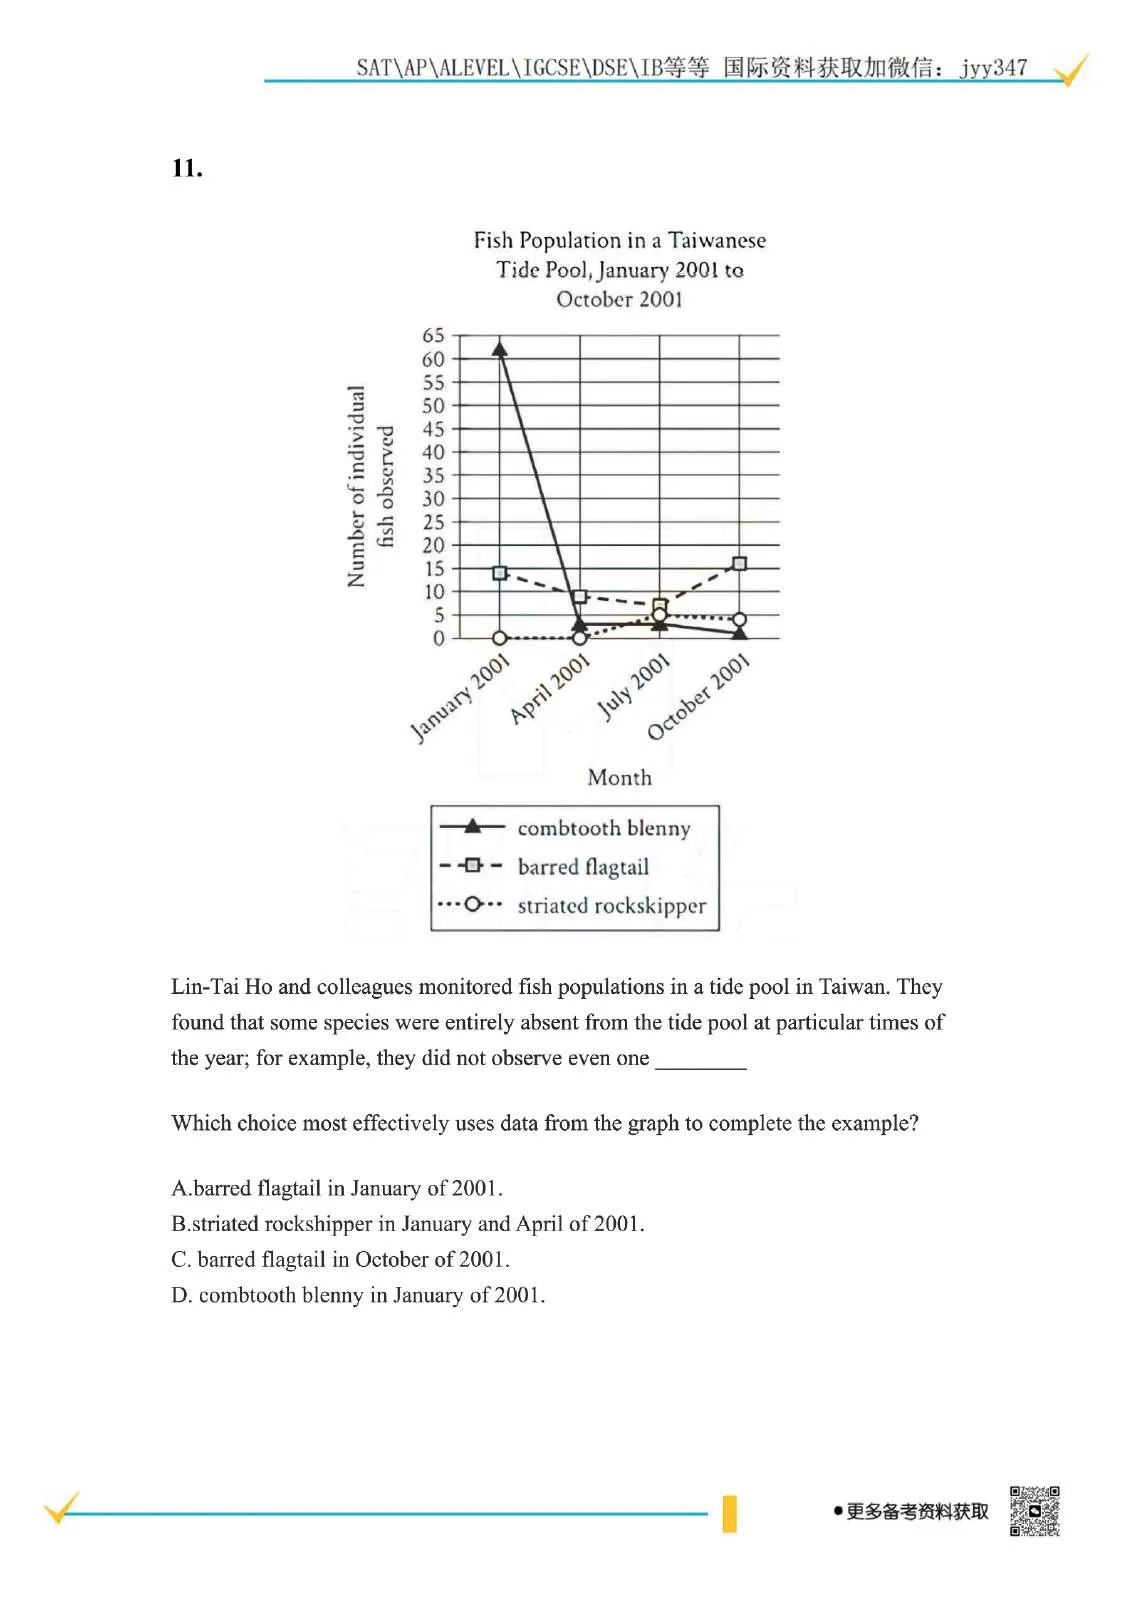 SAT\AP\ALEVEL\IGCSE\DSE\IB等等 国际资料获取加微信: jyy347
11.
Fish Population in a Taiwanese
Tide Pool, January 2001 to
October 2001
Number of individual
fish observed
65
60
55
50
45
40
35
30
25
20
15
10
5
0
January 2001
April 2001
July 2001
October 2001
Month
combtooth blenny
barred flagtail
striated rockskipper
Lin-Tai Ho and colleagues monitored fish populations in a tide pool in Taiwan. They
found that some species were entirely absent from the tide pool at particular times of
the year; for example, they did not observe even one ________
Which choice most effectively uses data from the graph to complete the example?
A.barred flagtail in January of 2001.
B.striated rockshipper in January and April of 2001.
C. barred flagtail in October of 2001.
D. combtooth blenny in January of 2001.
●更多备考资料获取